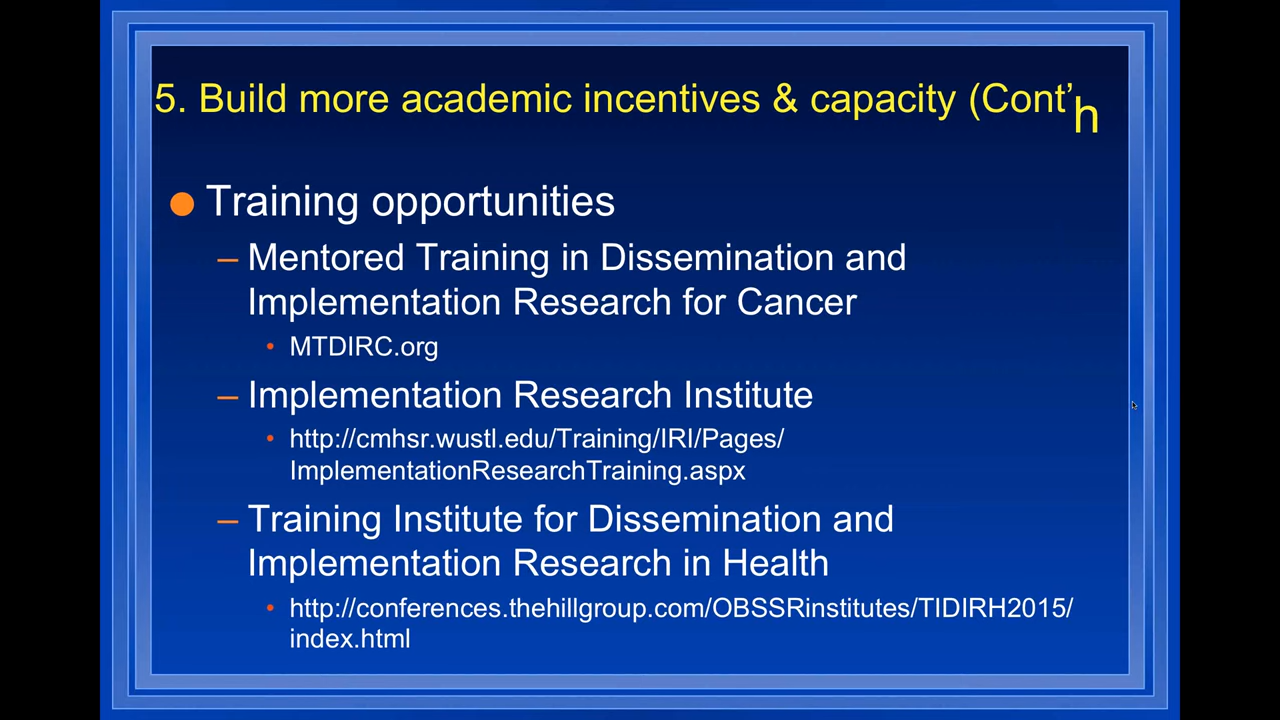 5. Build more academic incentives & capacity (Cont’h
● Training opportunities
– Mentored Training in Dissemination and
Implementation Research for Cancer
• MTDIRC.org
– Implementation Research Institute
• http://cmhsr.wustl.edu/Training/IRI/Pages/
ImplementationResearchTraining.aspx
– Training Institute for Dissemination and
Implementation Research in Health
• http://conferences.thehillgroup.com/OBSSRinstitutes/TIDIRH2015/
index.html